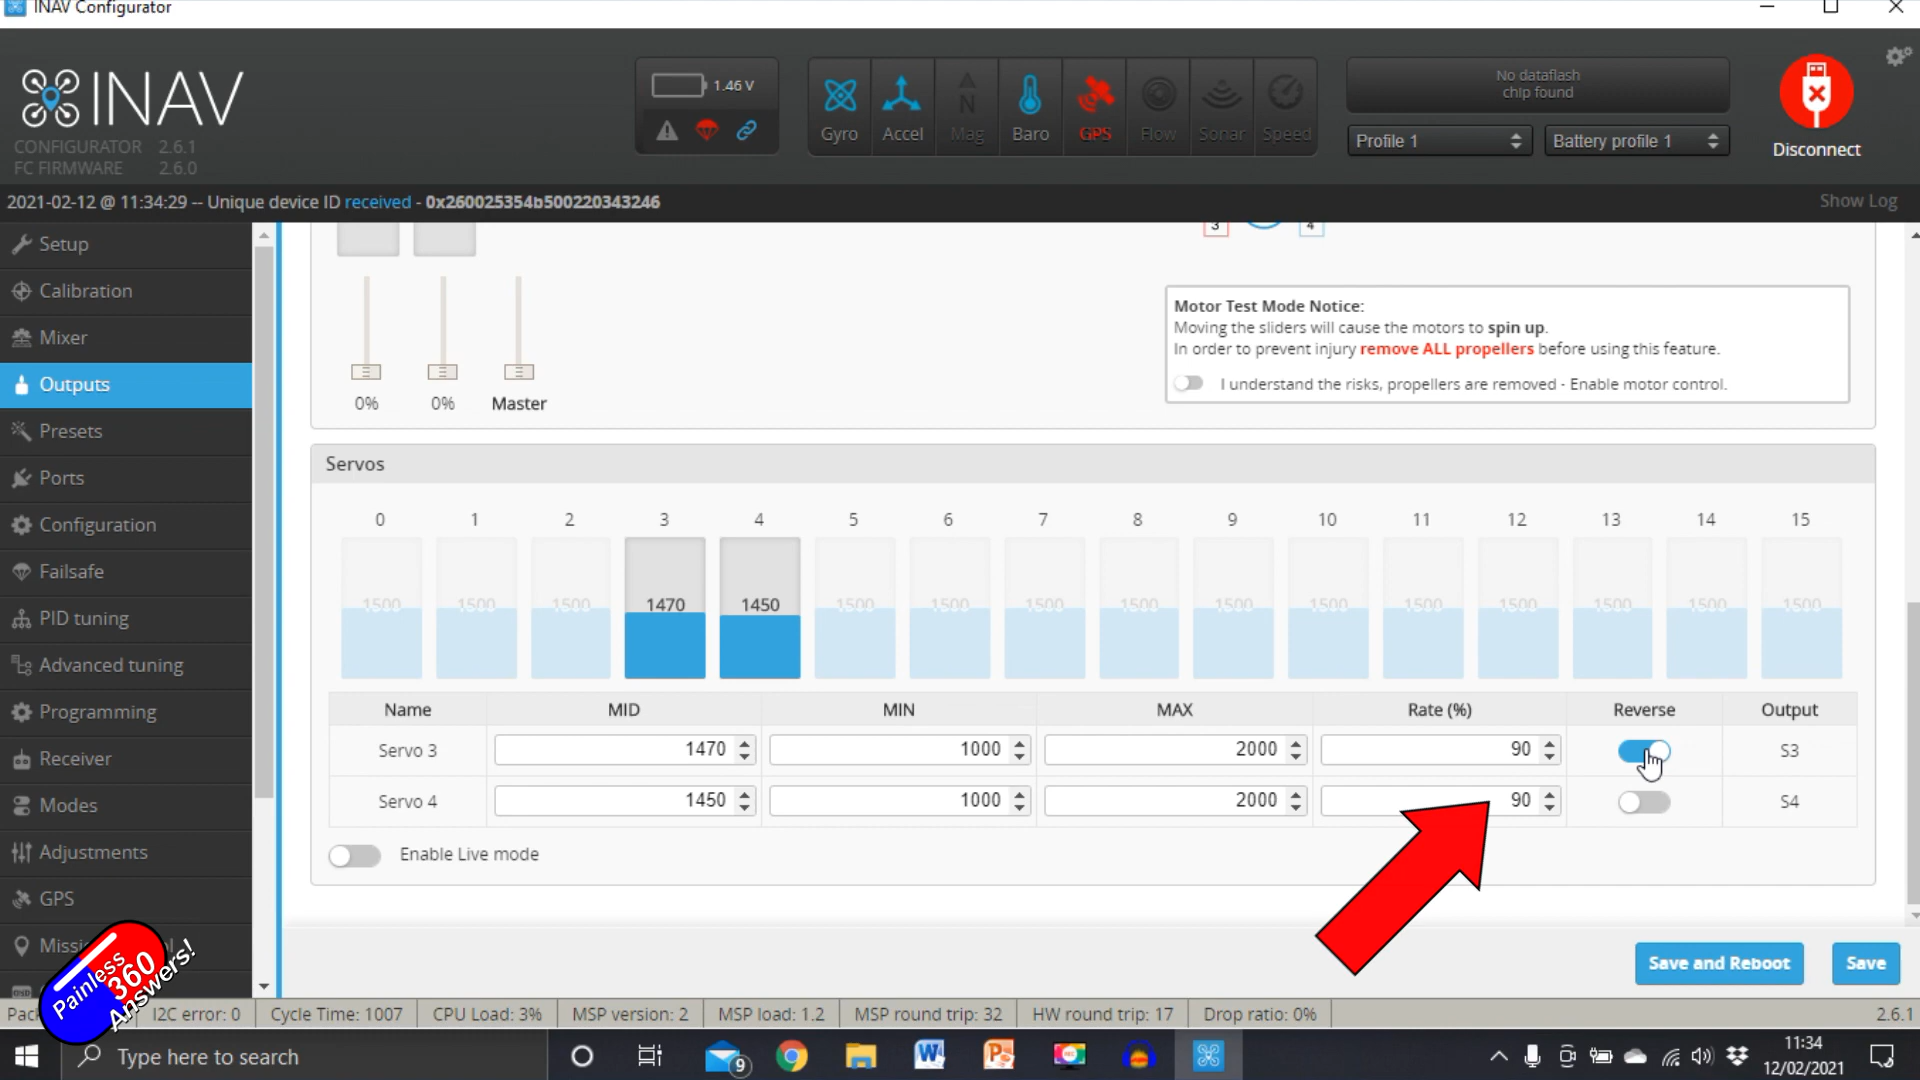 INAV Configurator
INAV
CONFIGURATOR 2.6.1
FC FIRMWARE 2.6.0
1.46 V
Gyro Accel Mag Baro GPS Flow Sonar Speed
No dataflash
chip found
Profile 1 Battery profile 1
Disconnect
2021-02-12 @ 11:34:29 -- Unique device ID received - 0x260025354b500220343246
Show Log
Setup
Calibration
Mixer
Outputs
Presets
Ports
Configuration
Failsafe
PID tuning
Advanced tuning
Programming
Receiver
Modes
Adjustments
GPS
3 4
0% 0% Master
Motor Test Mode Notice:
Moving the sliders will cause the motors to spin up.
In order to prevent injury remove ALL propellers before using this feature.
I understand the risks, propellers are removed - Enable motor control.
Servos
0 1 2 3 4 5 6 7 8 9 10 11 12 13 14 15
1500 1500 1500 1470 1450 1500 1500 1500 1500 1500 1500 1500 1500 1500 1500 1500
Name MID MIN MAX Rate (%) Reverse Output
Servo 3 1470 1000 2000 90 S3
Servo 4 1450 1000 2000 90 S4
Enable Live mode
Save and Reboot Save
Painless
360
Answers!
I2C error: 0 Cycle Time: 1007 CPU Load: 3% MSP version: 2 MSP load: 1.2 MSP round trip: 32 HW round trip: 17 Drop ratio: 0% 2.6.1
Type here to search
9
11:34
12/02/2021